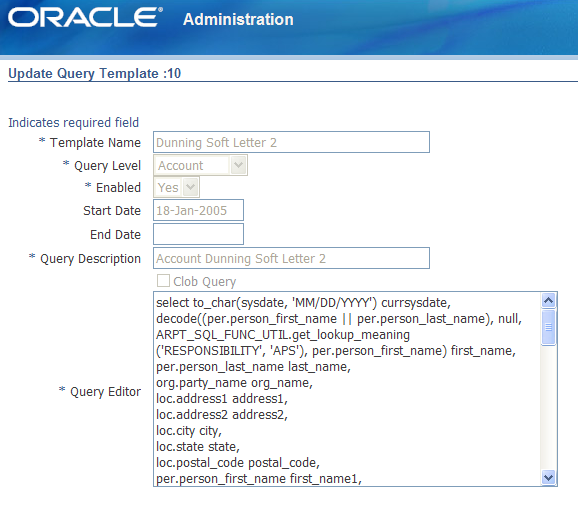 ORACLE® Administration
Update Query Template :10
Indicates required field
* Template Name Dunning Soft Letter 2
* Query Level Account
* Enabled Yes
Start Date 18-Jan-2005
End Date
* Query Description Account Dunning Soft Letter 2
Clob Query
* Query Editor
select to_char(sysdate, 'MM/DD/YYYY') currsysdate,
decode((per.person_first_name || per.person_last_name), null,
ARPT_SQL_FUNC_UTIL.get_lookup_meaning
('RESPONSIBILITY', 'APS'), per.person_first_name) first_name,
per.person_last_name last_name,
org.party_name org_name,
loc.address1 address1,
loc.address2 address2,
loc.city city,
loc.state state,
loc.postal_code postal_code,
per.person_first_name first_name1,